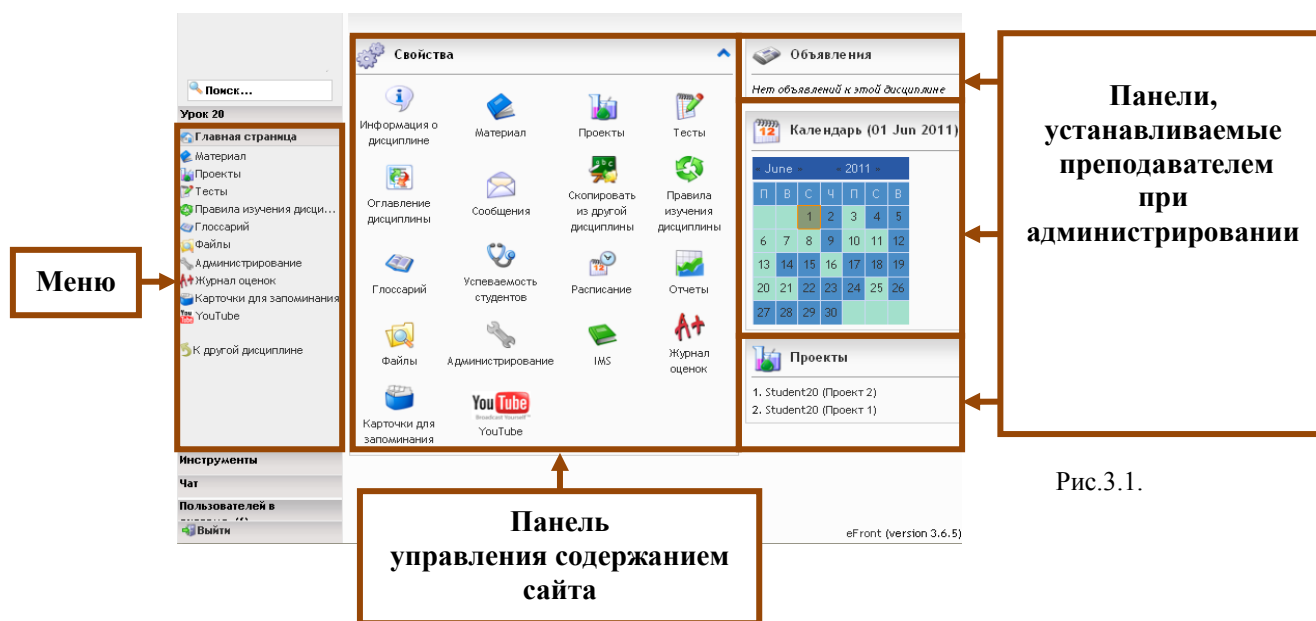 Поиск...
Урок 20
Главная страница
Материал
Проекты
Тесты
Правила изучения дисци...
Глоссарий
Файлы
Администрирование
Журнал оценок
Карточки для запоминания
YouTube
К другой дисциплине
Инструменты
Чат
Пользователей в
Выйти
Меню
Свойства
Информация о
дисциплине
Материал
Проекты
Тесты
Оглавление
дисциплины
Сообщения
Скопировать
из другой
дисциплины
Правила
изучения
дисциплины
Глоссарий
Успеваемость
студентов
Расписание
Отчеты
Файлы
Администрирование
IMS
Журнал
оценок
Карточки для
запоминания
You Tube
Broadcast Yourself™
YouTube
Панель
управления содержанием
сайта
Объявления
Нет объявлений к этой дисциплине
Календарь (01 Jun 2011)
« June » « 2011 »
П В С Ч П С В
1 2 3 4 5
6 7 8 9 10 11 12
13 14 15 16 17 18 19
20 21 22 23 24 25 26
27 28 29 30
Проекты
1. Student20 (Проект 2)
2. Student20 (Проект 1)
eFront (version 3.6.5)
Панели,
устанавливаемые
преподавателем
при
администрировании
Рис.3.1.